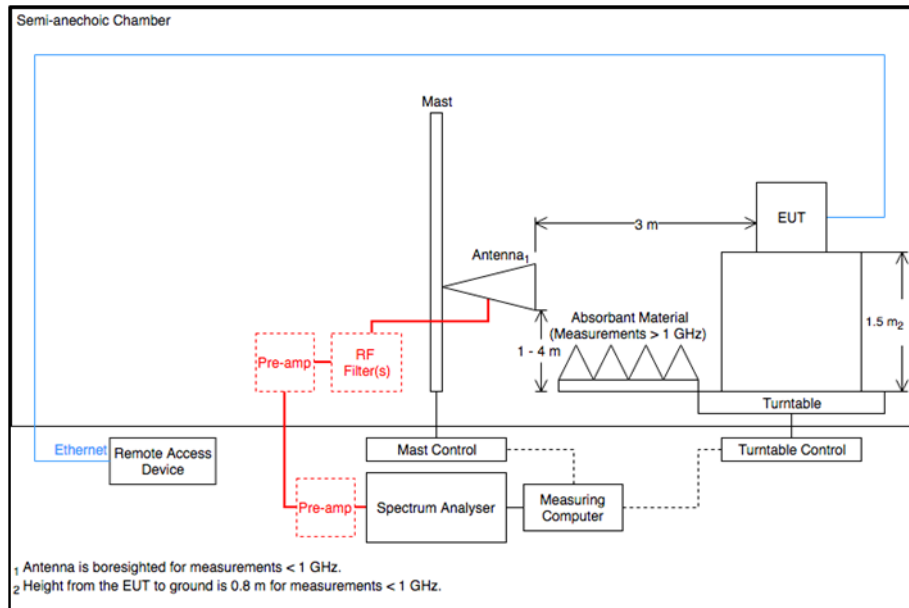 Semi-anechoic Chamber
Mast
EUT
3 m
Antenna1
Absorbant Material
(Measurements > 1 GHz)
1.5 m2
1 - 4 m
Pre-amp
RF
Filter(s)
Turntable
Ethernet
Remote Access
Device
Mast Control
Turntable Control
Pre-amp
Spectrum Analyser
Measuring
Computer
1 Antenna is boresighted for measurements < 1 GHz.
2 Height from the EUT to ground is 0.8 m for measurements < 1 GHz.